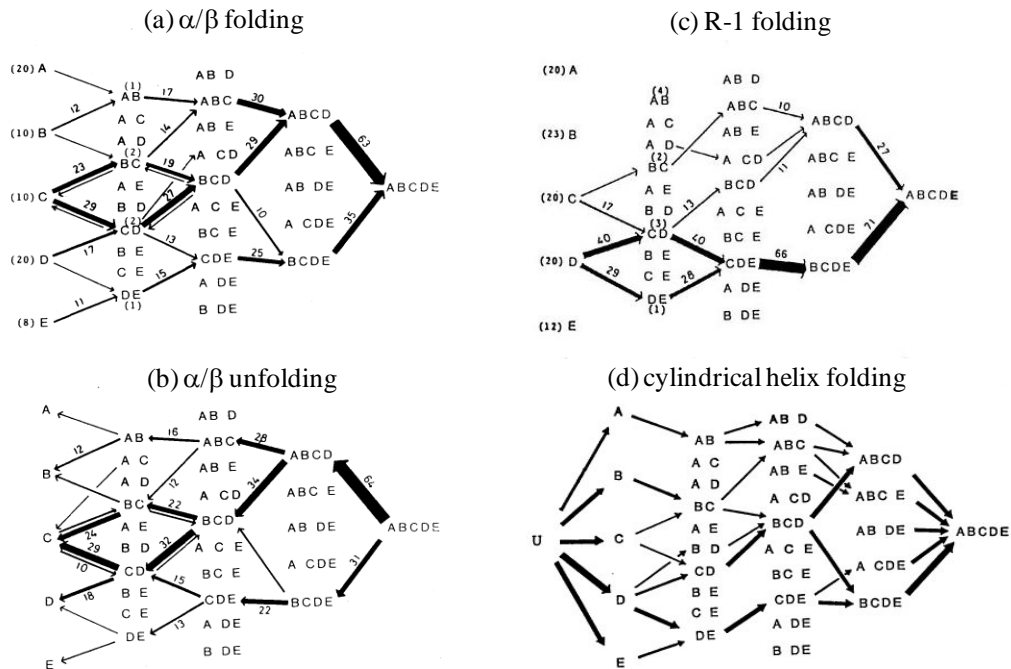 (a) α/β folding
(20) A
(10) B
(10) C
(20) D
(8) E
12
23
29
17
11
(1)
AB
A C
A D
(2)
BC
A E
B D
(2)
CD
B E
C E
DE
(1)
17
14
19
27
13
15
AB D
ABC
AB E
A CD
BCD
A C E
BCE
CDE
A DE
B DE
30
29
10
25
ABCD
ABC E
AB DE
A CDE
BCDE
63
35
ABCDE
(c) R-1 folding
(20) A
(23) B
(20) C
(20) D
(12) E
17
40
29
(4)
AB
A C
A D
(2)
BC
A E
B D
(3)
CD
B E
C E
DE
(1)
13
40
28
AB D
ABC
AB E
A CD
BCD
A C E
BC E
CDE
A DE
B DE
10
11
66
ABCD
ABC E
AB DE
A CDE
BCDE
27
71
ABCDE
(b) α/β unfolding
A
B
C
D
E
12
24
29
10
18
AB
A C
A D
BC
A E
B D
CD
B E
C E
DE
16
12
22
32
15
13
AB D
ABC
AB E
A CD
BCD
A C E
BC E
CDE
A DE
B DE
28
34
22
ABCD
ABC E
AB DE
A CDE
BCDE
64
31
ABCDE
(d) cylindrical helix folding
U
A
B
C
D
E
AB
A C
A D
BC
A E
B D
CD
B E
C E
DE
AB D
ABC
AB E
A CD
BCD
A C E
BC E
CDE
A DE
B DE
ABCD
ABC E
AB DE
A CDE
BCDE
ABCDE